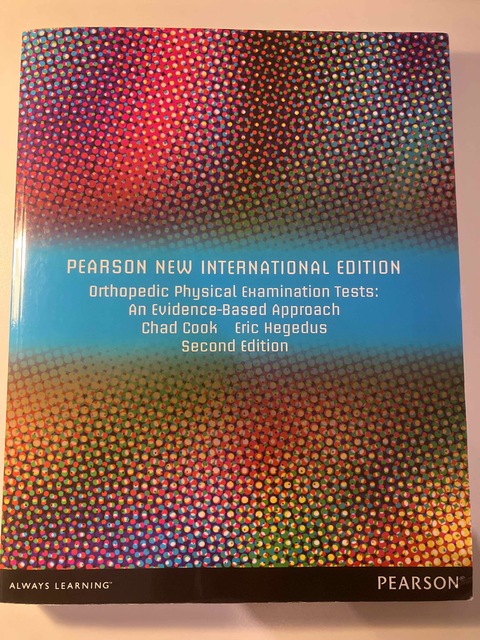 PEARSON NEW INTERNATIONAL EDITION
Orthopedic Physical Examination Tests:
An Evidence-Based Approach
Chad Cook Eric Hegedus
Second Edition
ALWAYS LEARNING™
PEARSON®